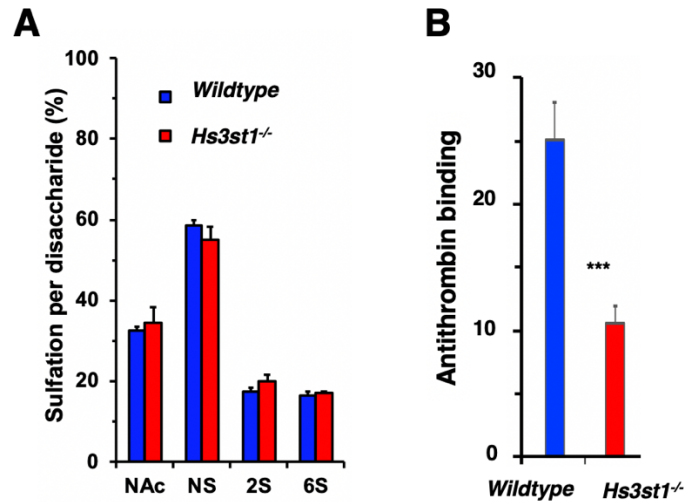 A
Sulfation per disaccharide (%)
100
80
60
40
20
0
Wildtype
Hs3st1-/-
NAc NS 2S 6S
B
Antithrombin binding
30
20
10
0
***
Wildtype Hs3st1-/-